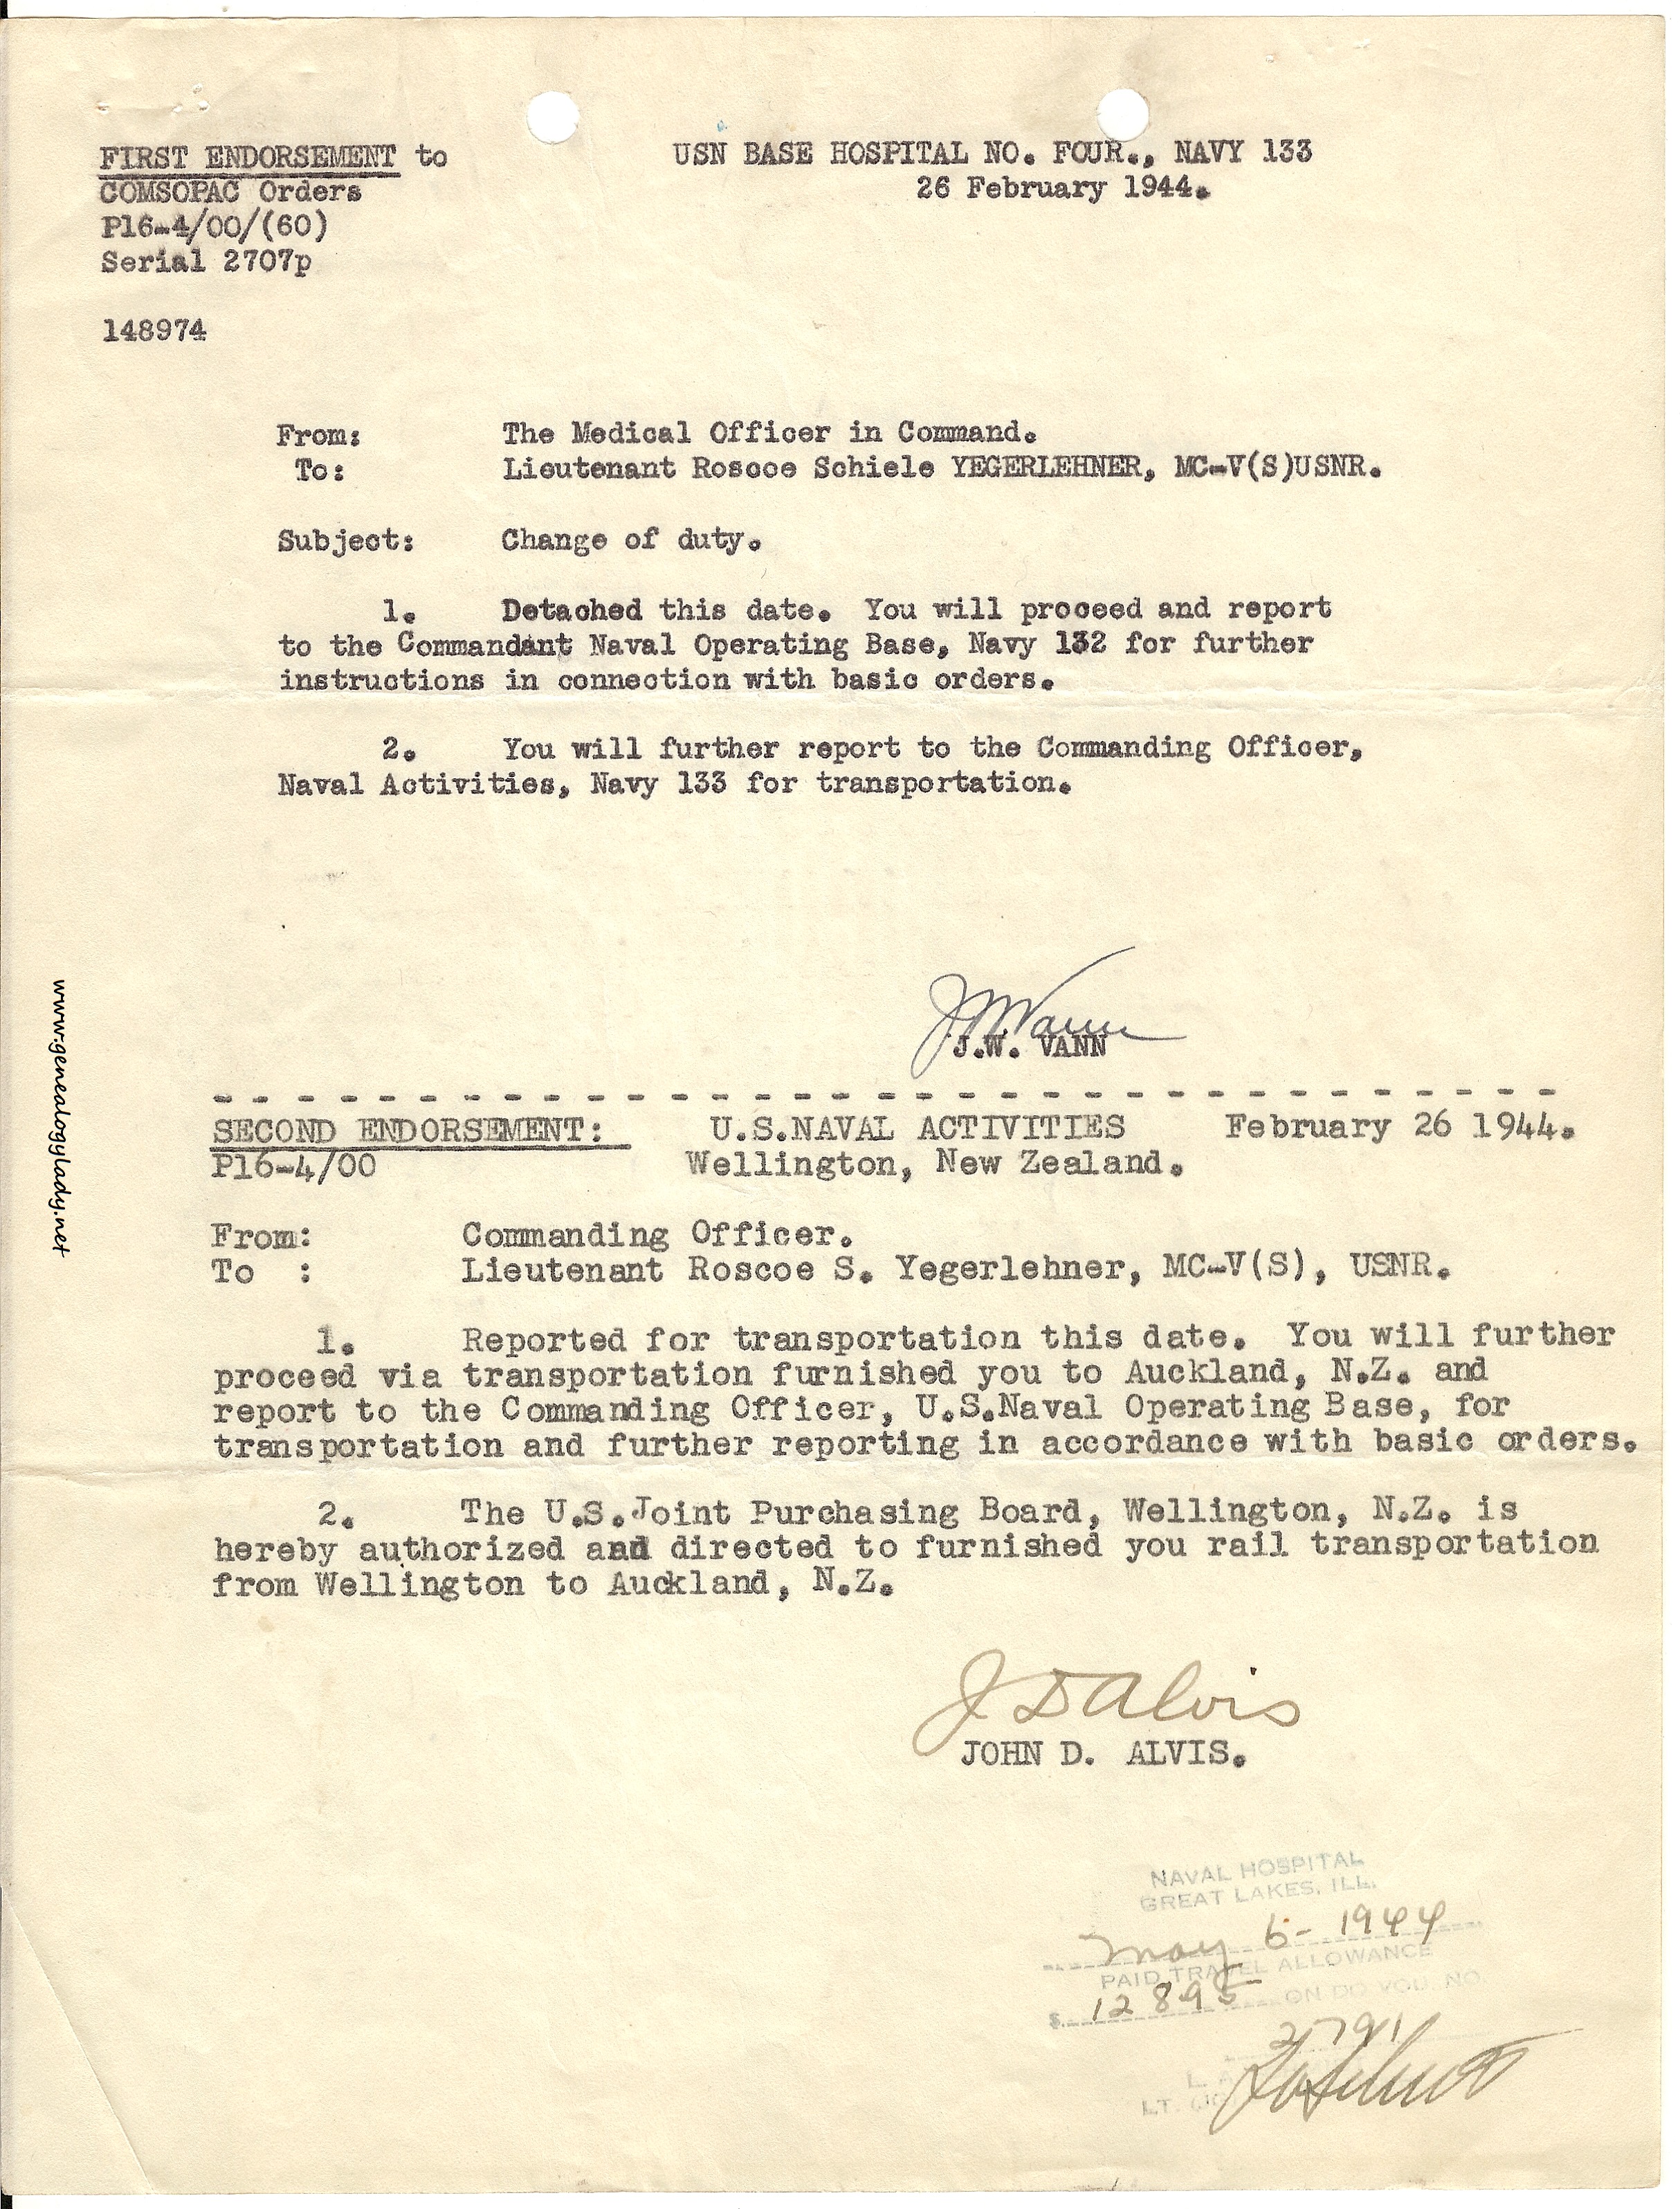 FIRST ENDORSEMENT to
COMSOPAC Orders
P16-4/00/(60)
Serial 2707p
148974
USN BASE HOSPITAL NO. FOUR., NAVY 133
26 February 1944.
From: The Medical Officer in Command.
To: Lieutenant Roscoe Schiele YEGERLEHNER, MC-V(S)USNR.
Subject: Change of duty.
1. Detached this date. You will proceed and report
to the Commandant Naval Operating Base, Navy 132 for further
instructions in connection with basic orders.
2. You will further report to the Commanding Officer,
Naval Activities, Navy 133 for transportation.
J W Vann
J.W. VANN
- - - - - - - - - - - - - - - - - - - - - - - - - - - - - - - -
SECOND ENDORSEMENT: U.S.NAVAL ACTIVITIES February 26 1944.
P16-4/00 Wellington, New Zealand.
From: Commanding Officer.
To : Lieutenant Roscoe S. Yegerlehner, MC-V(S), USNR.
1. Reported for transportation this date. You will further
proceed via transportation furnished you to Auckland, N.Z. and
report to the Commanding Officer, U.S.Naval Operating Base, for
transportation and further reporting in accordance with basic orders.
2. The U.S.Joint Purchasing Board, Wellington, N.Z. is
hereby authorized and directed to furnished you rail transportation
from Wellington to Auckland, N.Z.
J D Alvis
JOHN D. ALVIS.
NAVAL HOSPITAL
GREAT LAKES, ILL.
May 6- 1944
PAID TRAVEL ALLOWANCE
$ 12895 ON DO VOU. NO.
2791
LT.
www.genealogylady.net